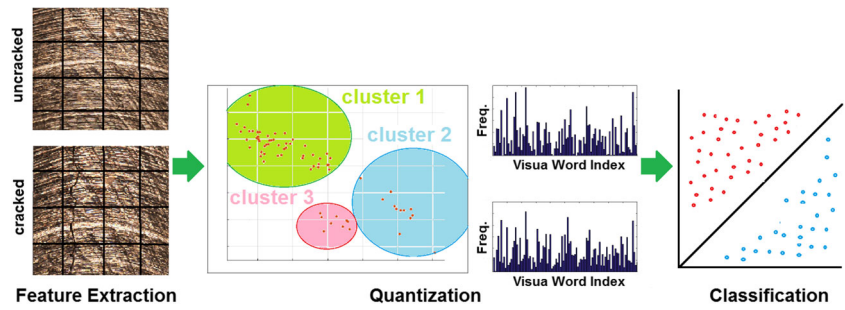 uncracked
cracked
Feature Extraction
cluster 1
cluster 2
cluster 3
Quantization
Freq.
Visua Word Index
Freq.
Visua Word Index
Classification